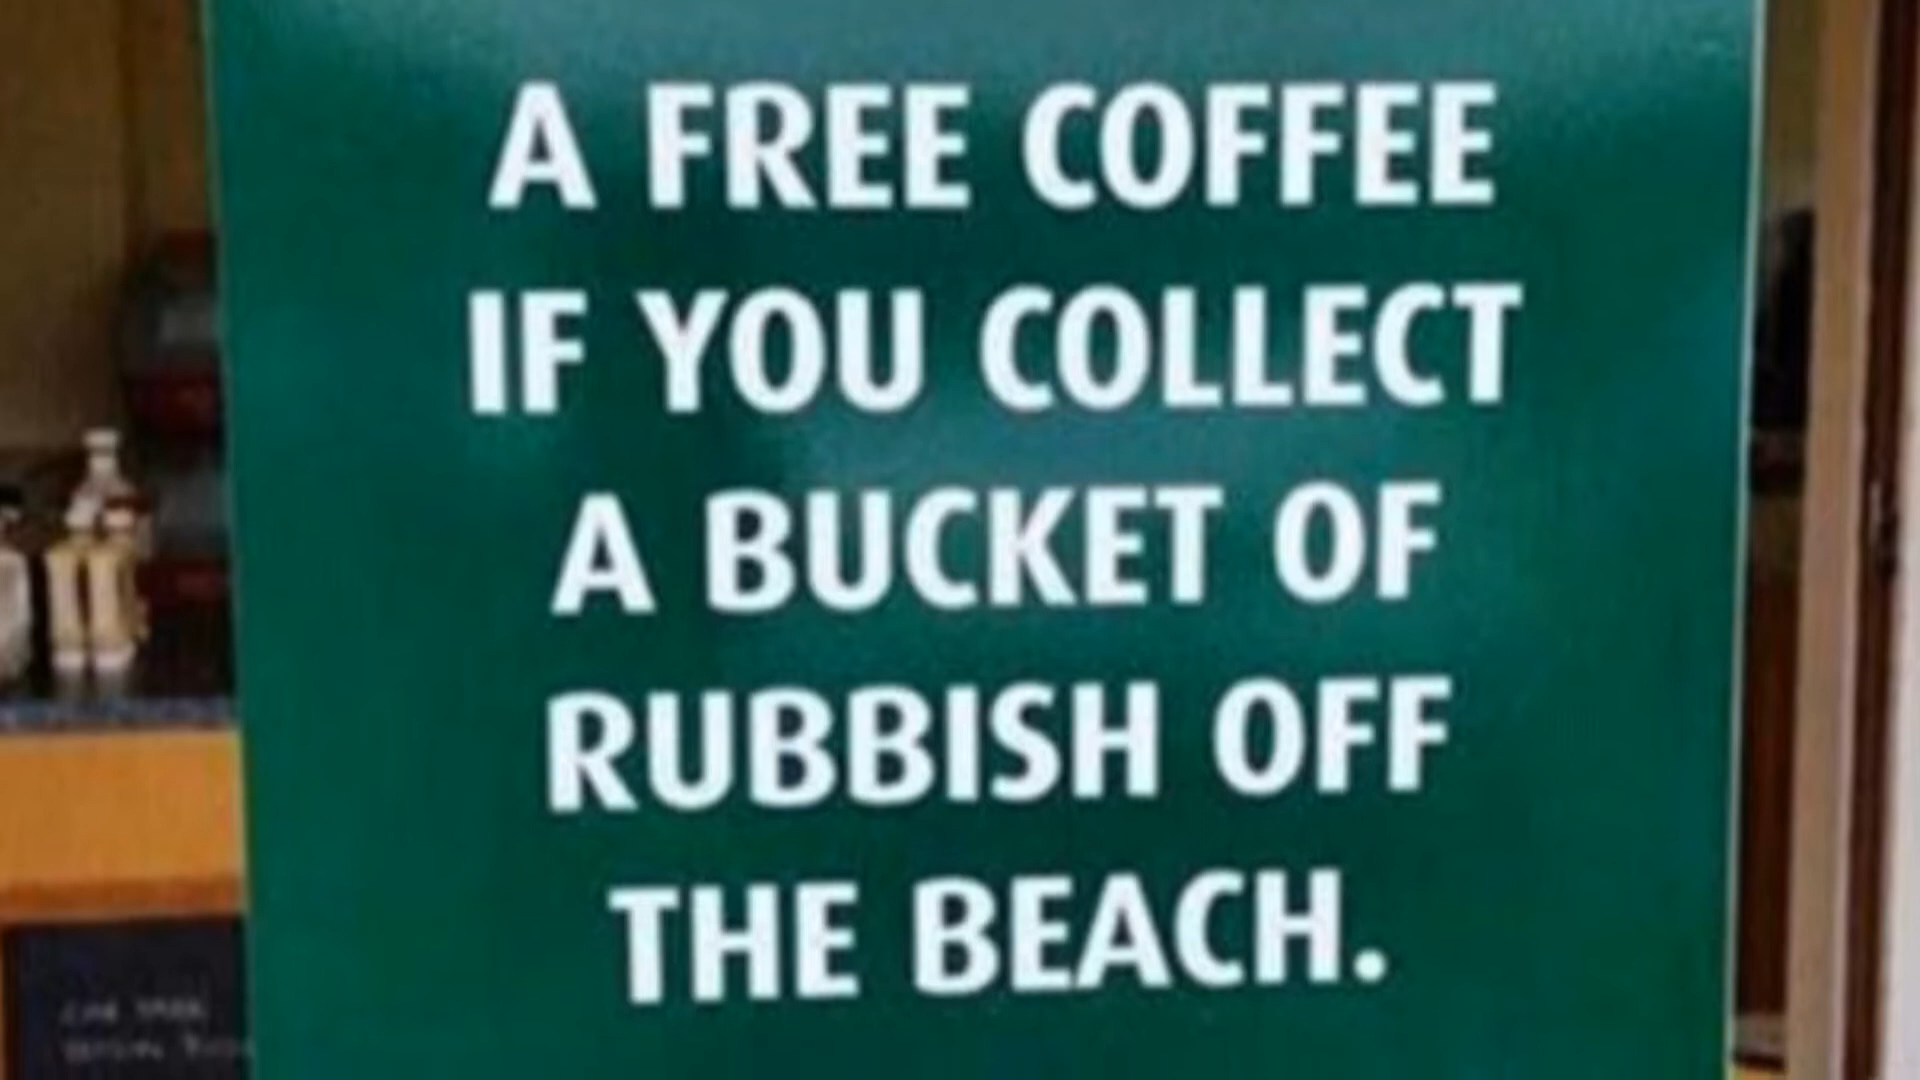 A FREE COFFEE
IF YOU COLLECT
A BUCKET OF
RUBBISH OFF
THE BEACH.